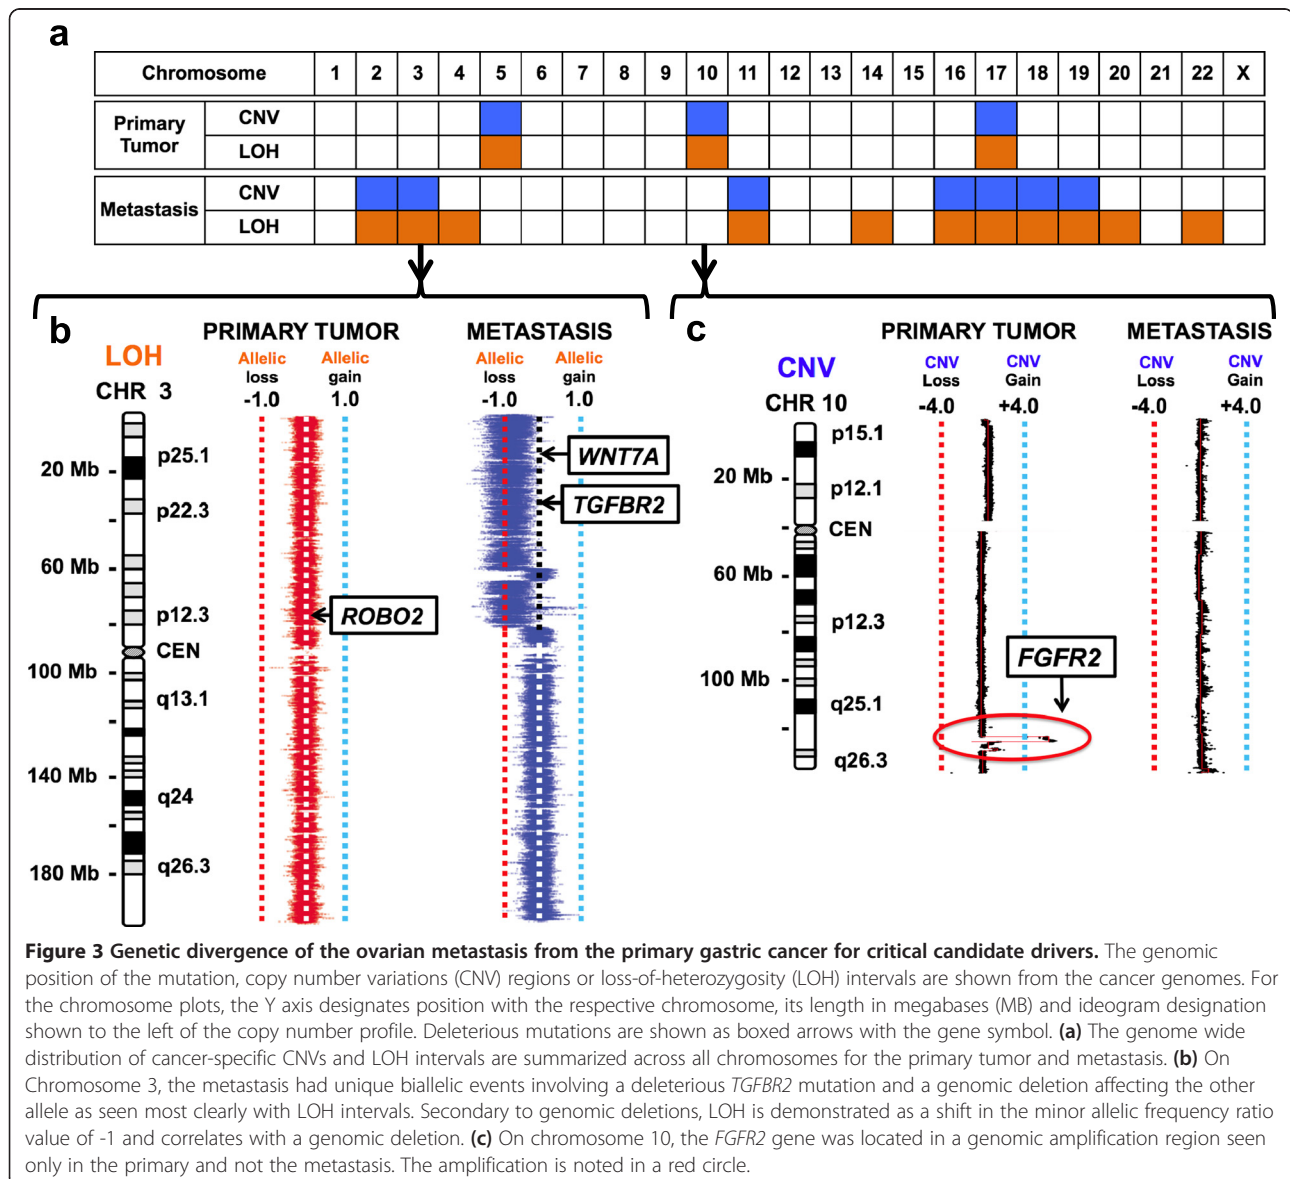 a
Chromosome 1 2 3 4 5 6 7 8 9 10 11 12 13 14 15 16 17 18 19 20 21 22 X
Primary Tumor CNV
LOH
Metastasis CNV
LOH
b
PRIMARY TUMOR METASTASIS
LOH
CHR 3
Allelic loss -1.0
Allelic gain 1.0
Allelic loss -1.0
Allelic gain 1.0
20 Mb
60 Mb
100 Mb
140 Mb
180 Mb
p25.1
p22.3
p12.3
CEN
q13.1
q24
q26.3
WNT7A
TGFBR2
ROBO2
c
PRIMARY TUMOR METASTASIS
CNV
CHR 10
CNV Loss -4.0
CNV Gain +4.0
CNV Loss -4.0
CNV Gain +4.0
20 Mb
60 Mb
100 Mb
p15.1
p12.1
CEN
p12.3
q25.1
q26.3
FGFR2
Figure 3 Genetic divergence of the ovarian metastasis from the primary gastric cancer for critical candidate drivers. The genomic
position of the mutation, copy number variations (CNV) regions or loss-of-heterozygosity (LOH) intervals are shown from the cancer genomes. For
the chromosome plots, the Y axis designates position with the respective chromosome, its length in megabases (MB) and ideogram designation
shown to the left of the copy number profile. Deleterious mutations are shown as boxed arrows with the gene symbol. (a) The genome wide
distribution of cancer-specific CNVs and LOH intervals are summarized across all chromosomes for the primary tumor and metastasis. (b) On
Chromosome 3, the metastasis had unique biallelic events involving a deleterious TGFBR2 mutation and a genomic deletion affecting the other
allele as seen most clearly with LOH intervals. Secondary to genomic deletions, LOH is demonstrated as a shift in the minor allelic frequency ratio
value of -1 and correlates with a genomic deletion. (c) On chromosome 10, the FGFR2 gene was located in a genomic amplification region seen
only in the primary and not the metastasis. The amplification is noted in a red circle.